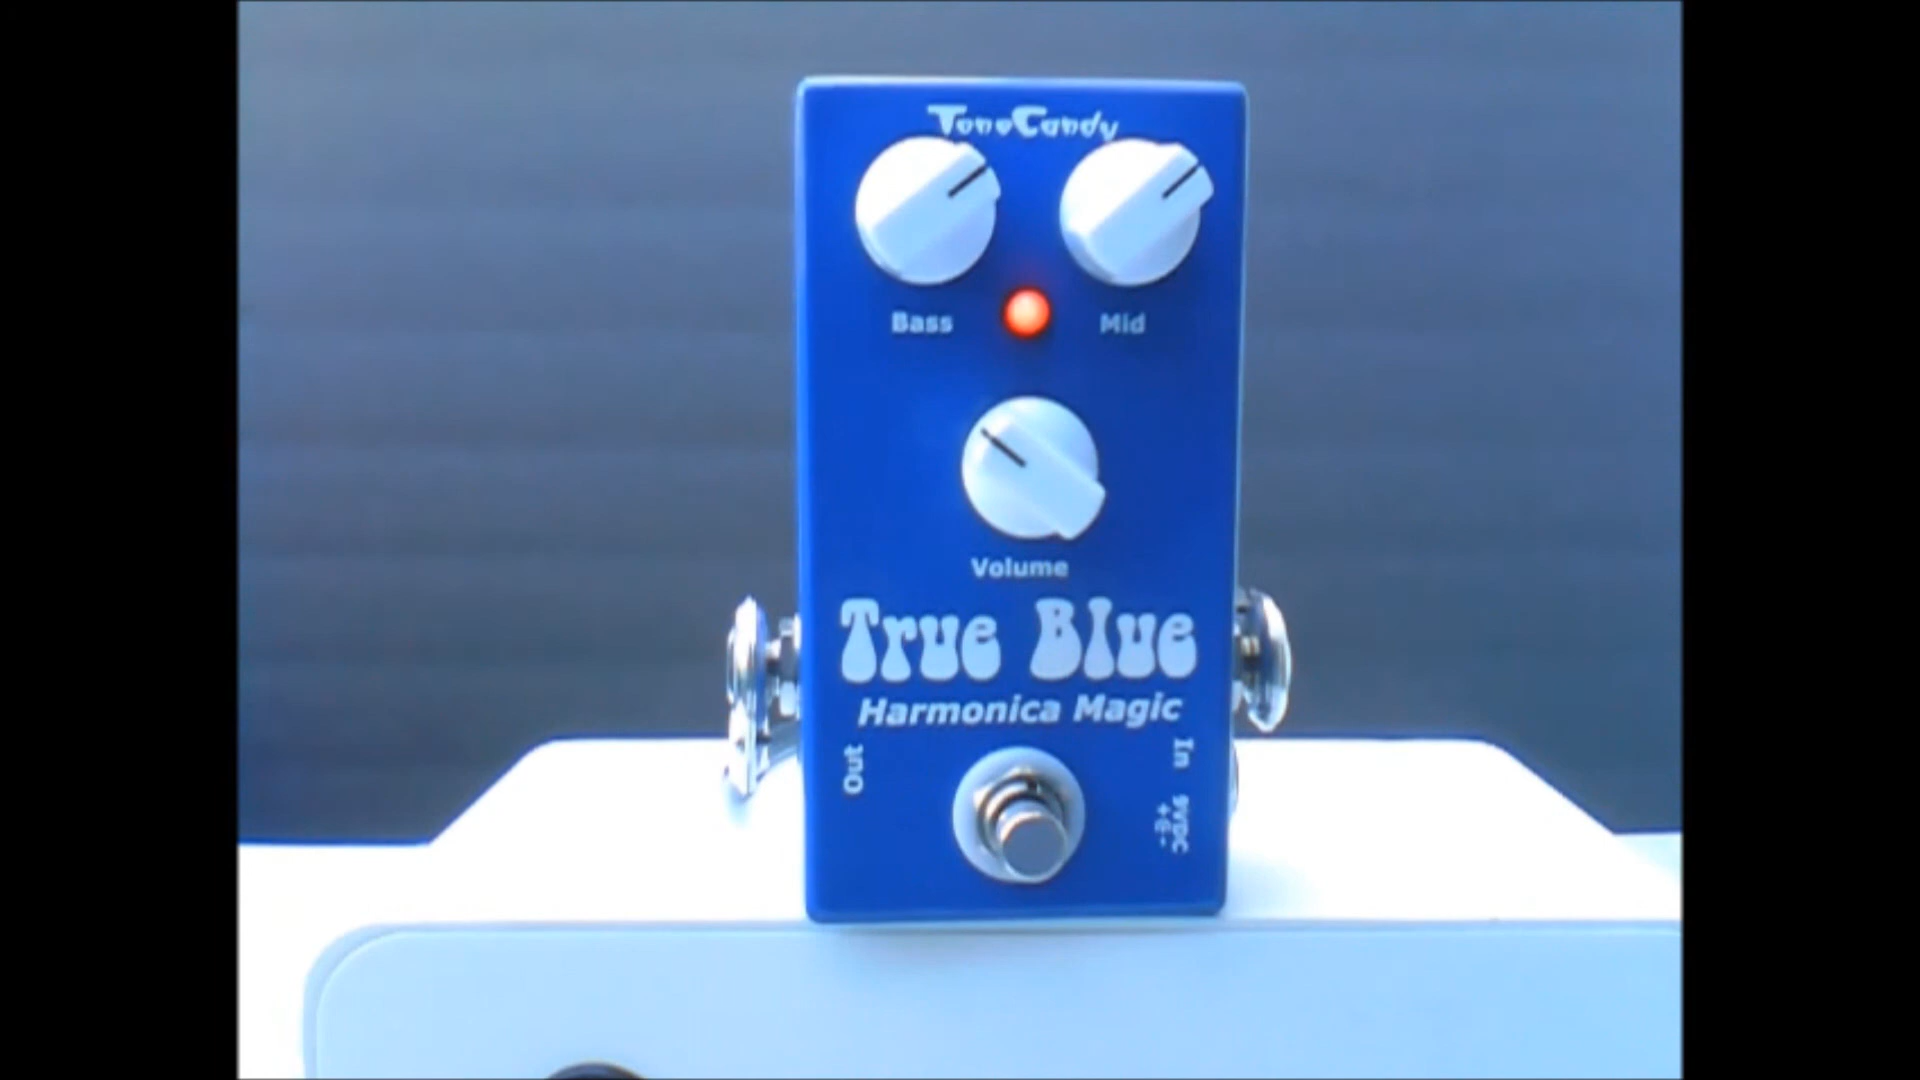 ToneCandy
Bass
Mid
Volume
True Blue
Harmonica Magic
Out
In
9VDC